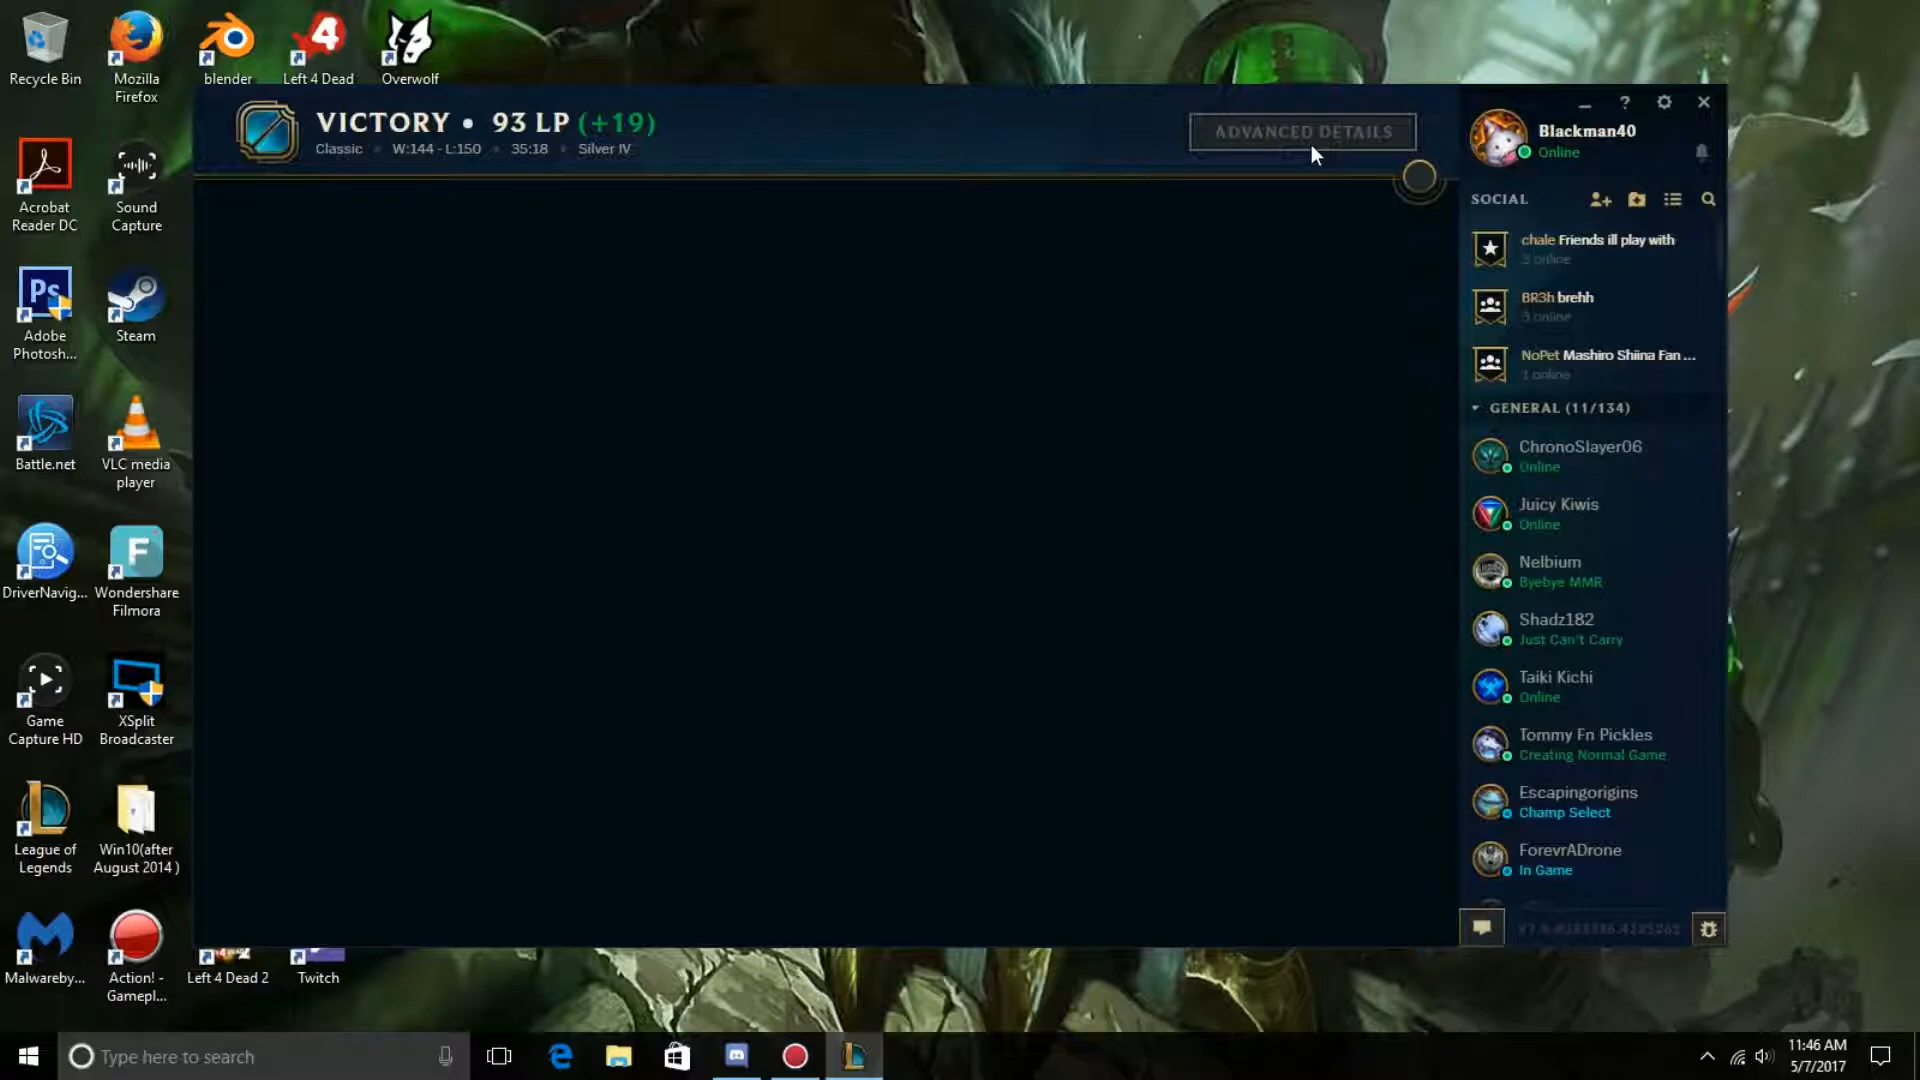 Recycle Bin
Mozilla
Firefox
blender
Left 4 Dead
Overwolf
Acrobat
Reader DC
Sound
Capture
Adobe
Photosh...
Steam
Battle.net
VLC media
player
DriverNavig...
Wondershare
Filmora
Game
Capture HD
XSplit
Broadcaster
League of
Legends
Win10(after
August 2014 )
Malwareby...
Action! -
Gamepl...
Left 4 Dead 2
Twitch
VICTORY • 93 LP (+19)
Classic • W:144 - L:150 • 35:18 • Silver IV
ADVANCED DETAILS
Blackman40
Online
SOCIAL
chale Friends ill play with
3 online
BR3h brehh
3 online
NoPet Mashiro Shiina Fan ...
1 online
GENERAL (11/134)
ChronoSlayer06
Online
Juicy Kiwis
Online
Nelbium
Byebye MMR
Shadz182
Just Can't Carry
Taiki Kichi
Online
Tommy Fn Pickles
Creating Normal Game
Escapingorigins
Champ Select
ForevrADrone
In Game
Type here to search
11:46 AM
5/7/2017